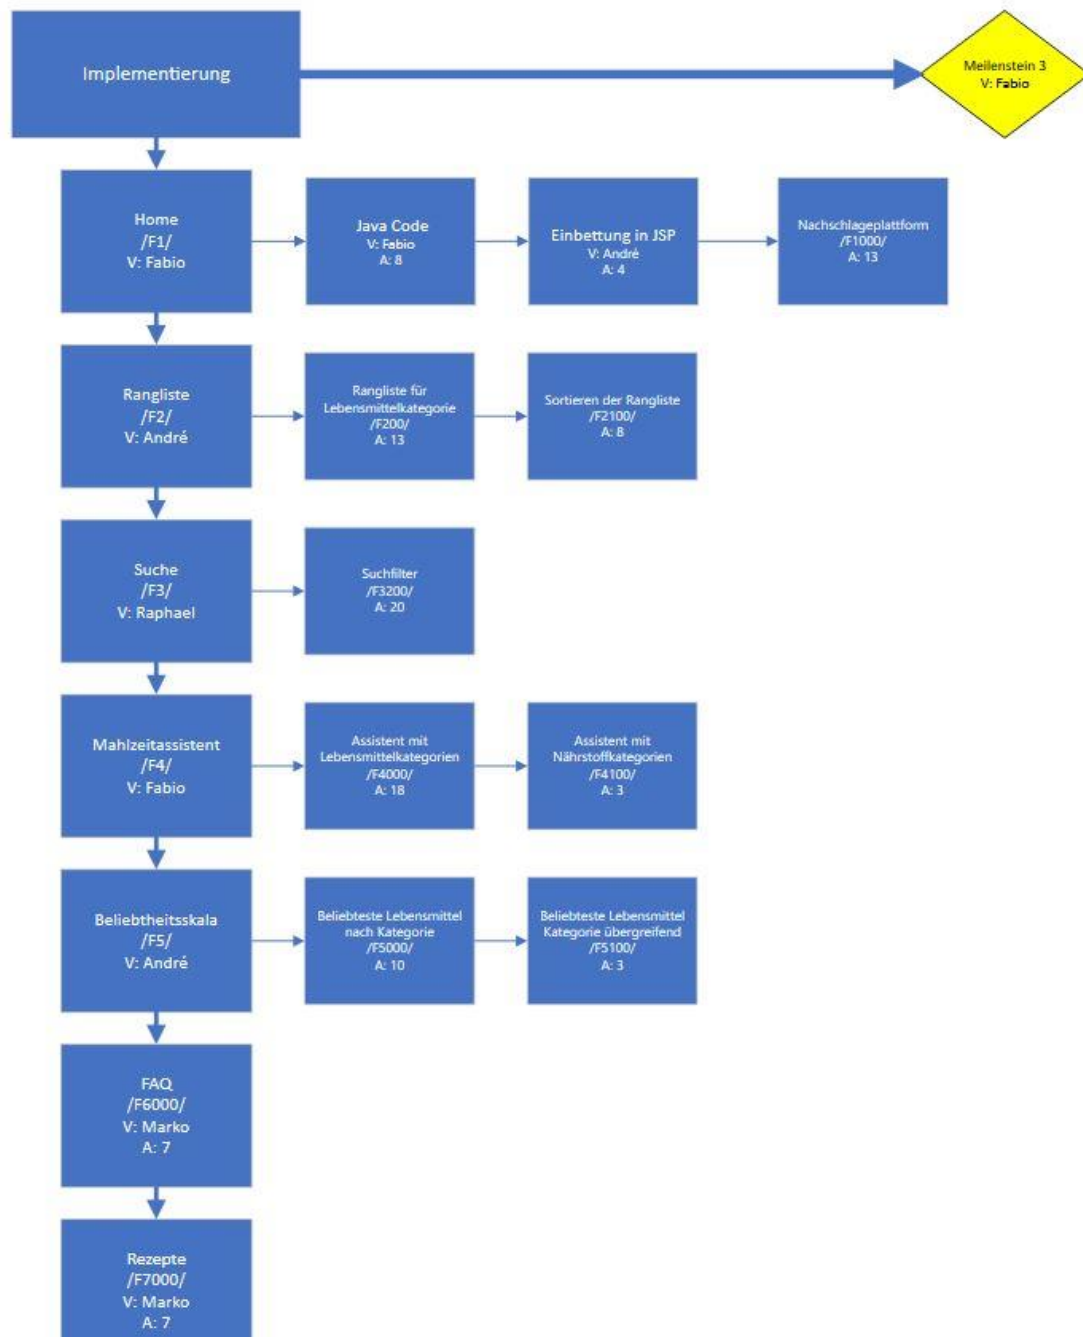 Implementierung
Meilenstein 3
V: Fabio
Home
/F1/
V: Fabio
Java Code
V: Fabio
A: 8
Einbettung in JSP
V: André
A: 4
Nachschlageplattform
/F1000/
A: 13
Rangliste
/F2/
V: André
Rangliste für
Lebensmittelkategorie
/F200/
A: 13
Sortieren der Rangliste
/F2100/
A: 8
Suche
/F3/
V: Raphael
Suchfilter
/F3200/
A: 20
Mahlzeitassistent
/F4/
V: Fabio
Assistent mit
Lebensmittelkategorien
/F4000/
A: 18
Assistent mit
Nährstoffkategorien
/F4100/
A: 3
Beliebtheitsskala
/F5/
V: André
Beliebteste Lebensmittel
nach Kategorie
/F5000/
A: 10
Beliebteste Lebensmittel
Kategorie übergreifend
/F5100/
A: 3
FAQ
/F6000/
V: Marko
A: 7
Rezepte
/F7000/
V: Marko
A: 7